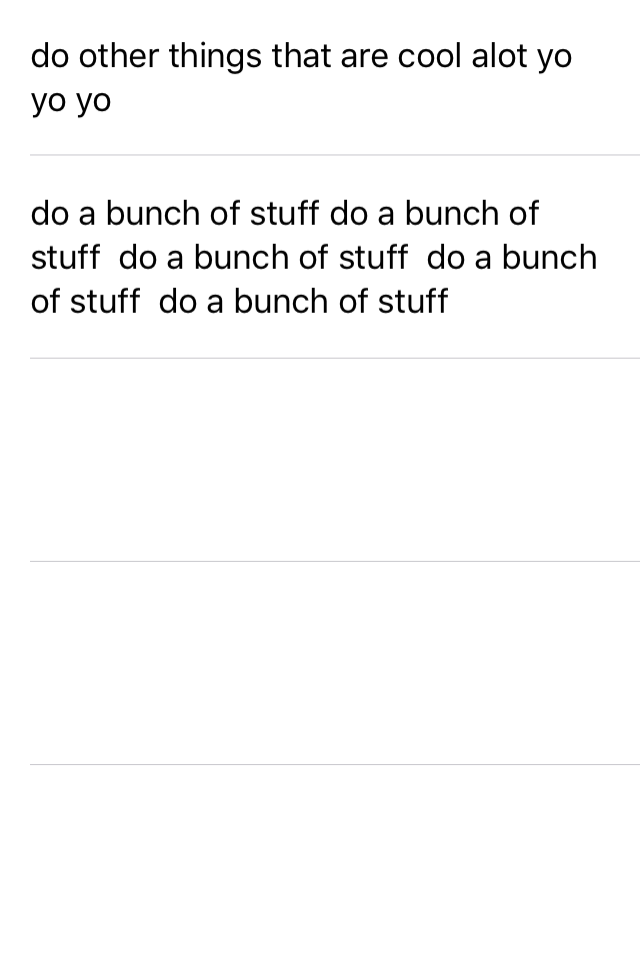 do other things that are cool alot yo
yo yo
do a bunch of stuff do a bunch of
stuff  do a bunch of stuff  do a bunch
of stuff  do a bunch of stuff